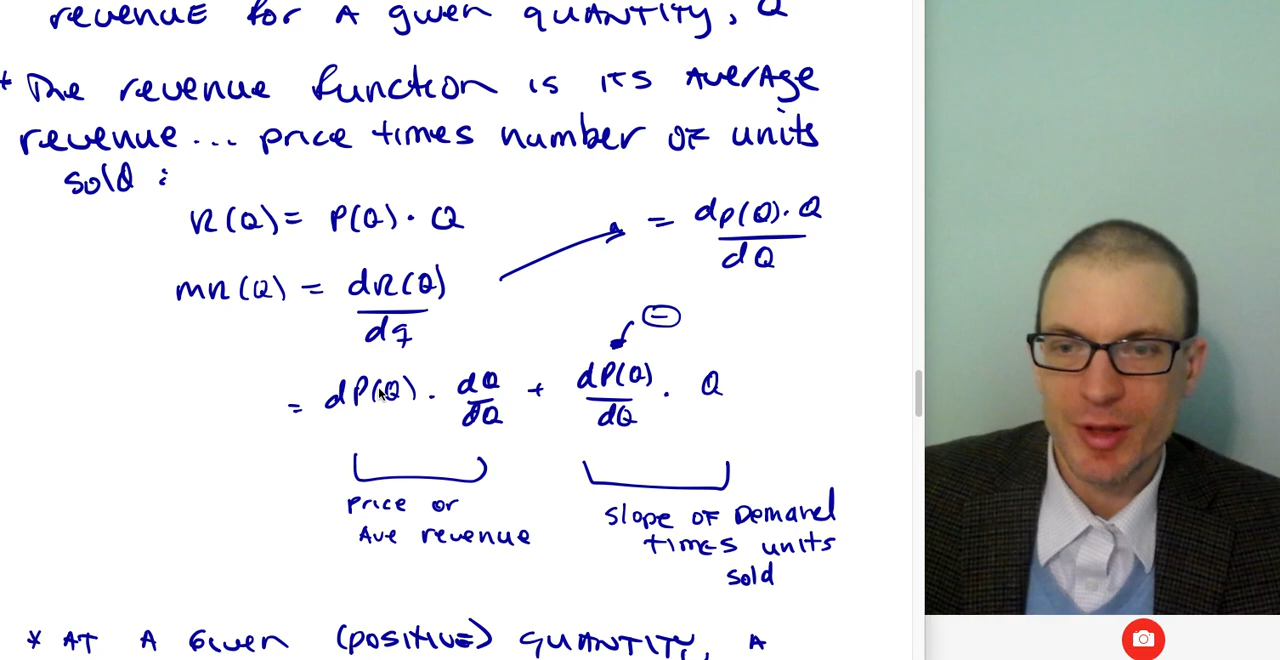 revenue for A given quantity, Q
* The revenue function is its Average
revenue... price times number of units
sold:
R(Q) = P(Q) · Q
= dP(Q) · Q / dQ
MR(Q) = dR(Q) / dq
(-)
= dP(Q) · dQ/dQ + dP(Q)/dQ · Q
Price or
Ave revenue
Slope of Demand
times units
sold
* AT A Given (positive) quantity, A